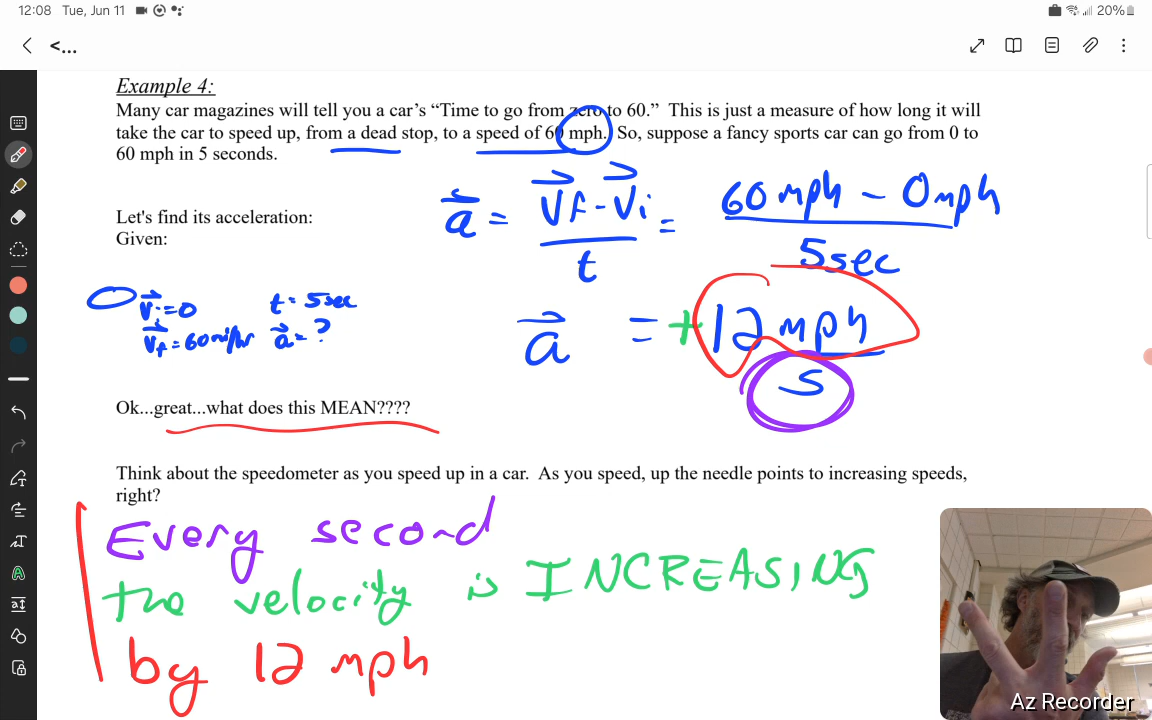 12:08 Tue, Jun 11 20%
<...
Example 4:
Many car magazines will tell you a car's “Time to go from zero to 60.” This is just a measure of how long it will
take the car to speed up, from a dead stop, to a speed of 60 mph. So, suppose a fancy sports car can go from 0 to
60 mph in 5 seconds.
Let's find its acceleration:
Given:
a = Vf - Vi / t = 60 mph - 0 mph / 5 sec
Vi = 0 t = 5 sec
Vf = 60 mi/hr a = ?
a = + 12 mph / s
Ok...great...what does this MEAN????
Think about the speedometer as you speed up in a car. As you speed, up the needle points to increasing speeds,
right?
Every second
the velocity is INCREASING
by 12 mph
Az Recorder